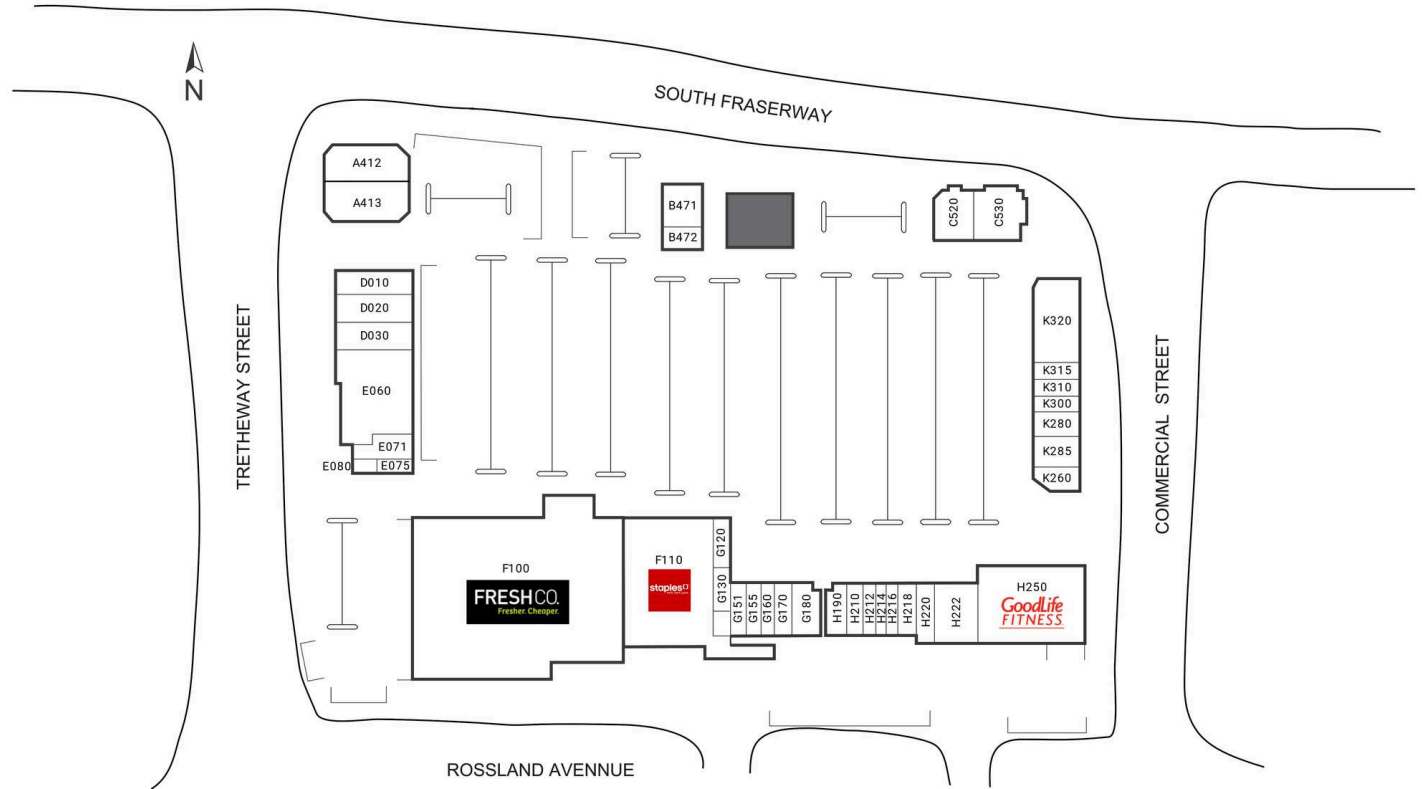 N
SOUTH FRASERWAY
A412
A413
B471
B472
C520
C530
D010
D020
D030
E060
E071
E080
E075
TRETHEWAY STREET
K320
K315
K310
K300
K280
K285
K260
COMMERCIAL STREET
F100
FRESHCO.
Fresher. Cheaper.
F110
staples
G120
G130
G151
G155
G160
G170
G180
H190
H210
H212
H214
H216
H218
H220
H222
H250
GoodLife
FITNESS
ROSSLAND AVENNUE